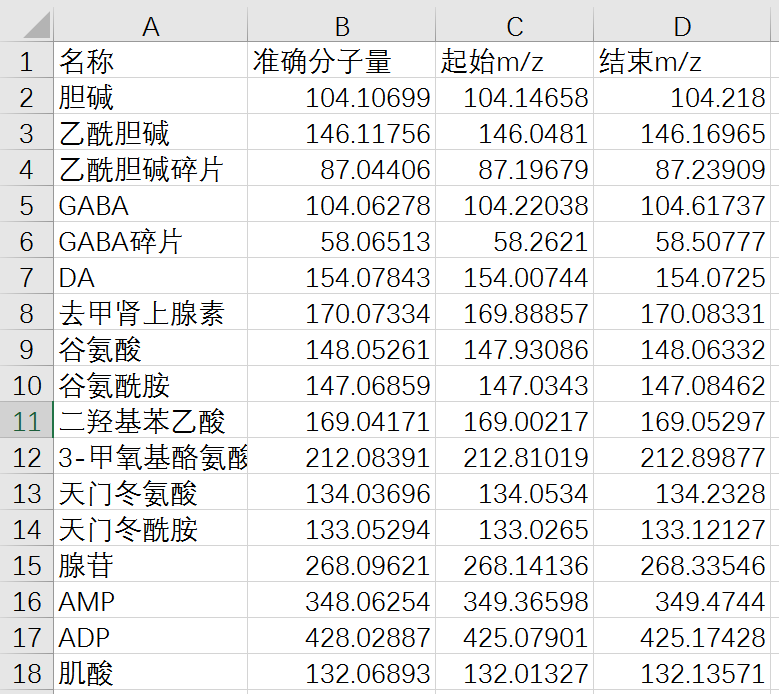 A B C D
1 名称 准确分子量 起始m/z 结束m/z
2 胆碱 104.10699 104.14658 104.218
3 乙酰胆碱 146.11756 146.0481 146.16965
4 乙酰胆碱碎片 87.04406 87.19679 87.23909
5 GABA 104.06278 104.22038 104.61737
6 GABA碎片 58.06513 58.2621 58.50777
7 DA 154.07843 154.00744 154.0725
8 去甲肾上腺素 170.07334 169.88857 170.08331
9 谷氨酸 148.05261 147.93086 148.06332
10 谷氨酰胺 147.06859 147.0343 147.08462
11 二羟基苯乙酸 169.04171 169.00217 169.05297
12 3-甲氧基酪氨酸 212.08391 212.81019 212.89877
13 天门冬氨酸 134.03696 134.0534 134.2328
14 天门冬酰胺 133.05294 133.0265 133.12127
15 腺苷 268.09621 268.14136 268.33546
16 AMP 348.06254 349.36598 349.4744
17 ADP 428.02887 425.07901 425.17428
18 肌酸 132.06893 132.01327 132.13571